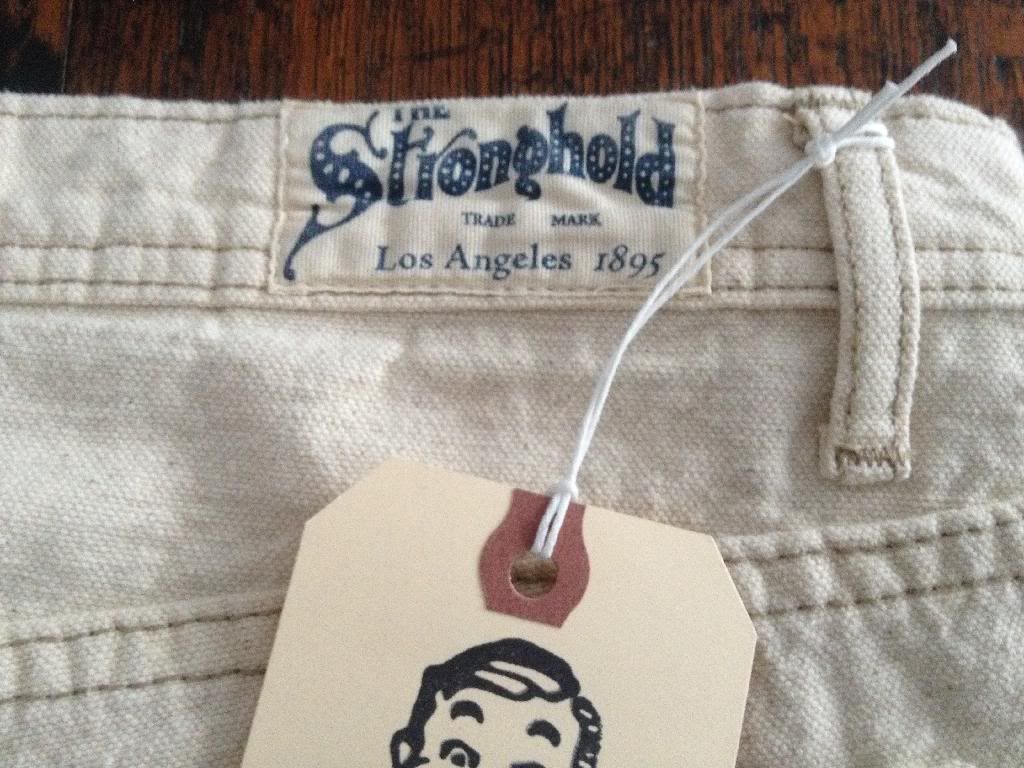 The
Stronghold
TRADE MARK
Los Angeles 1895